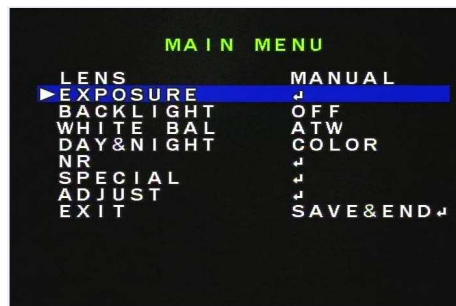 MAIN MENU
LENS MANUAL
►EXPOSURE ↲
BACKLIGHT OFF
WHITE BAL ATW
DAY&NIGHT COLOR
NR ↲
SPECIAL ↲
ADJUST ↲
EXIT SAVE&END↲